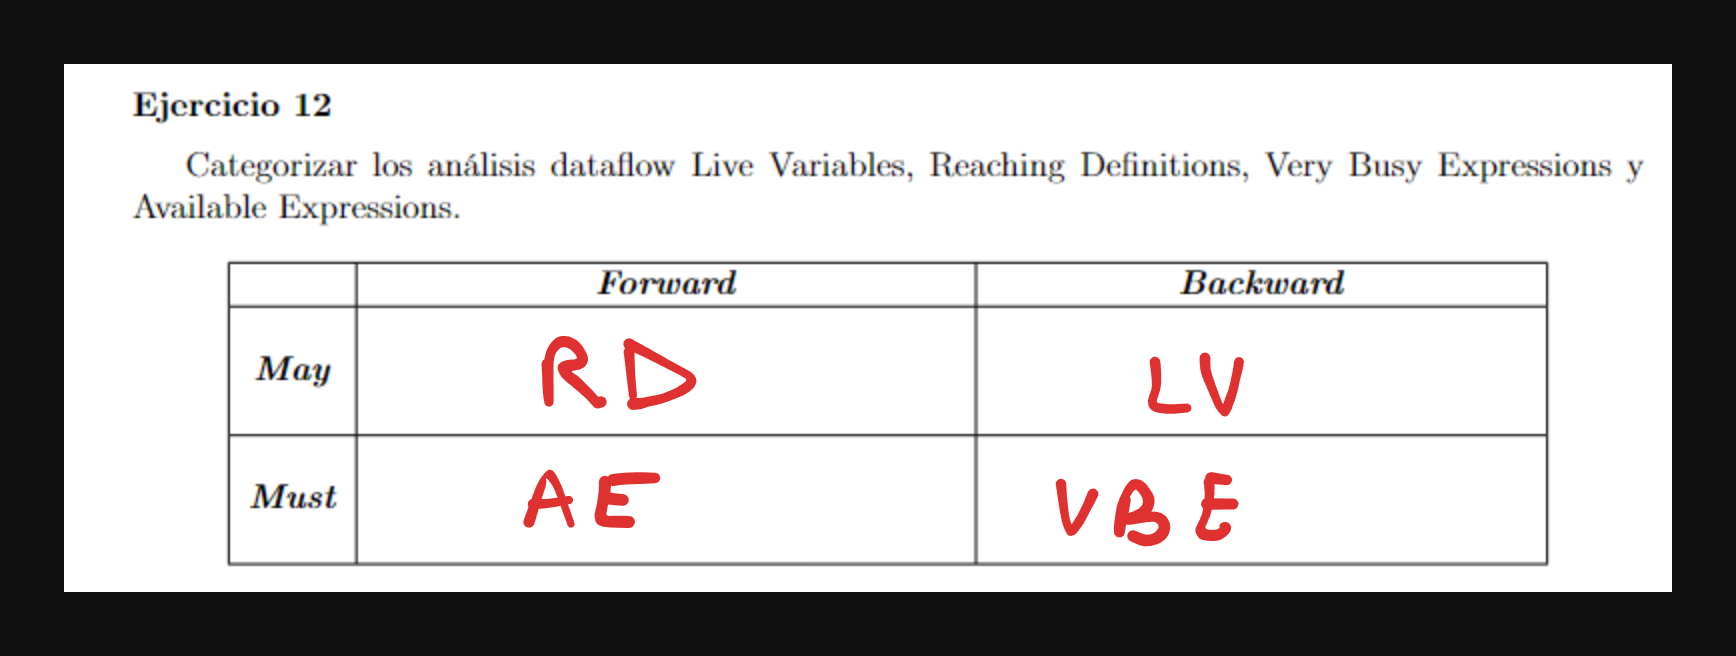 Ejercicio 12
Categorizar los análisis dataflow Live Variables, Reaching Definitions, Very Busy Expressions y
Available Expressions.
Forward Backward
May RD LV
Must AE VBE